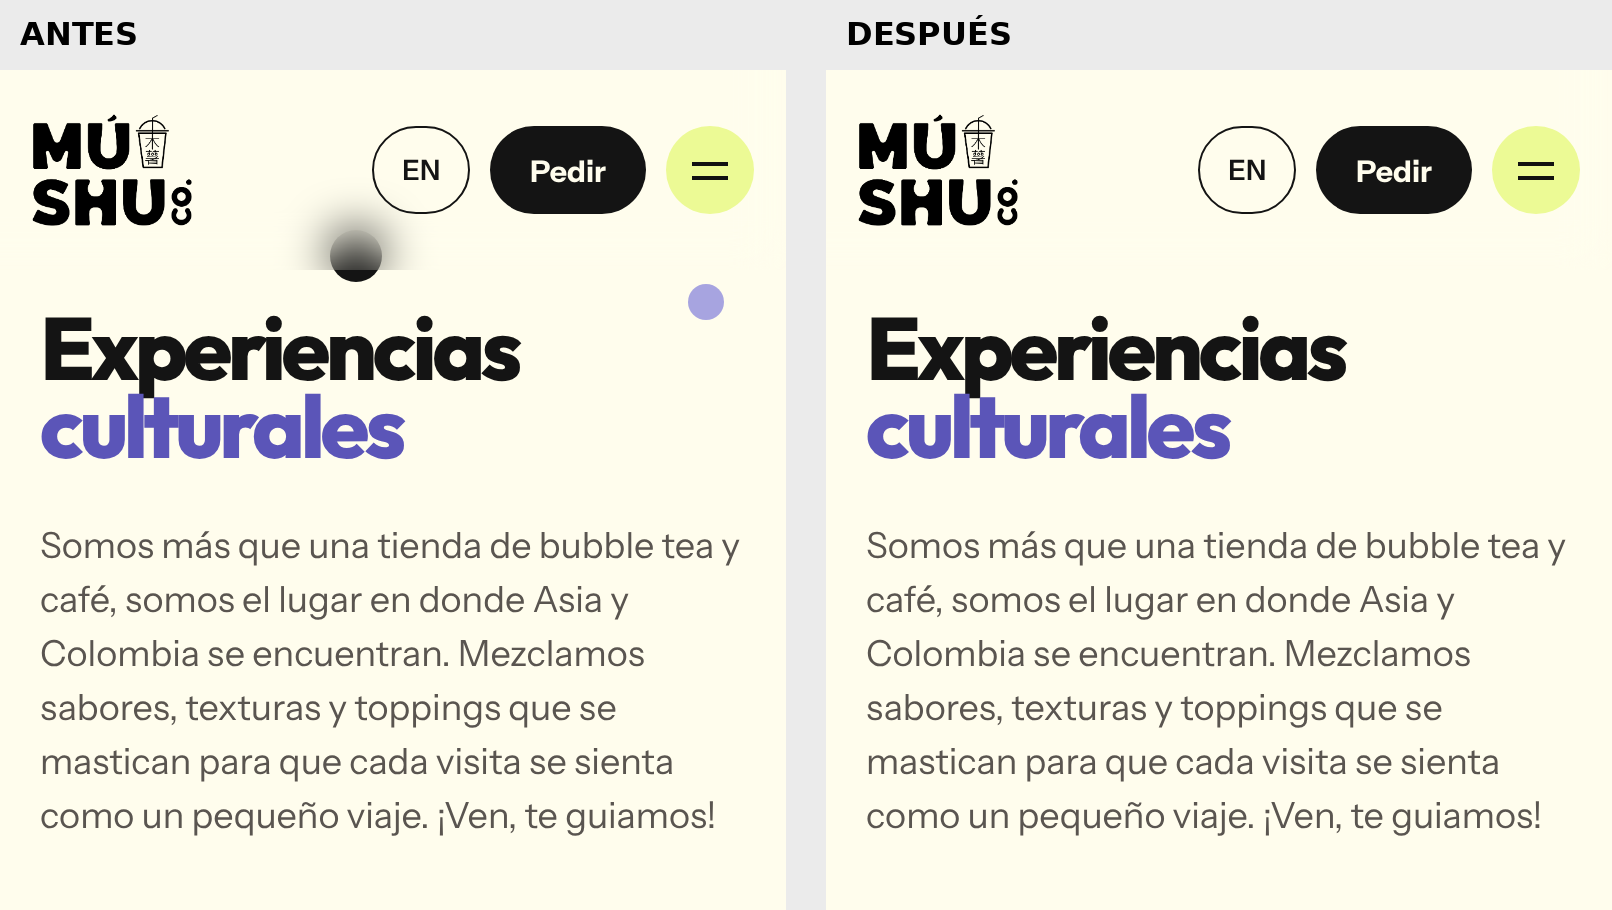 ANTES
MÚ
木
SHU
EN
Pedir
Experiencias
culturales
Somos más que una tienda de bubble tea y
café, somos el lugar en donde Asia y
Colombia se encuentran. Mezclamos
sabores, texturas y toppings que se
mastican para que cada visita se sienta
como un pequeño viaje. ¡Ven, te guiamos!
DESPUÉS
MÚ
木
SHU
EN
Pedir
Experiencias
culturales
Somos más que una tienda de bubble tea y
café, somos el lugar en donde Asia y
Colombia se encuentran. Mezclamos
sabores, texturas y toppings que se
mastican para que cada visita se sienta
como un pequeño viaje. ¡Ven, te guiamos!